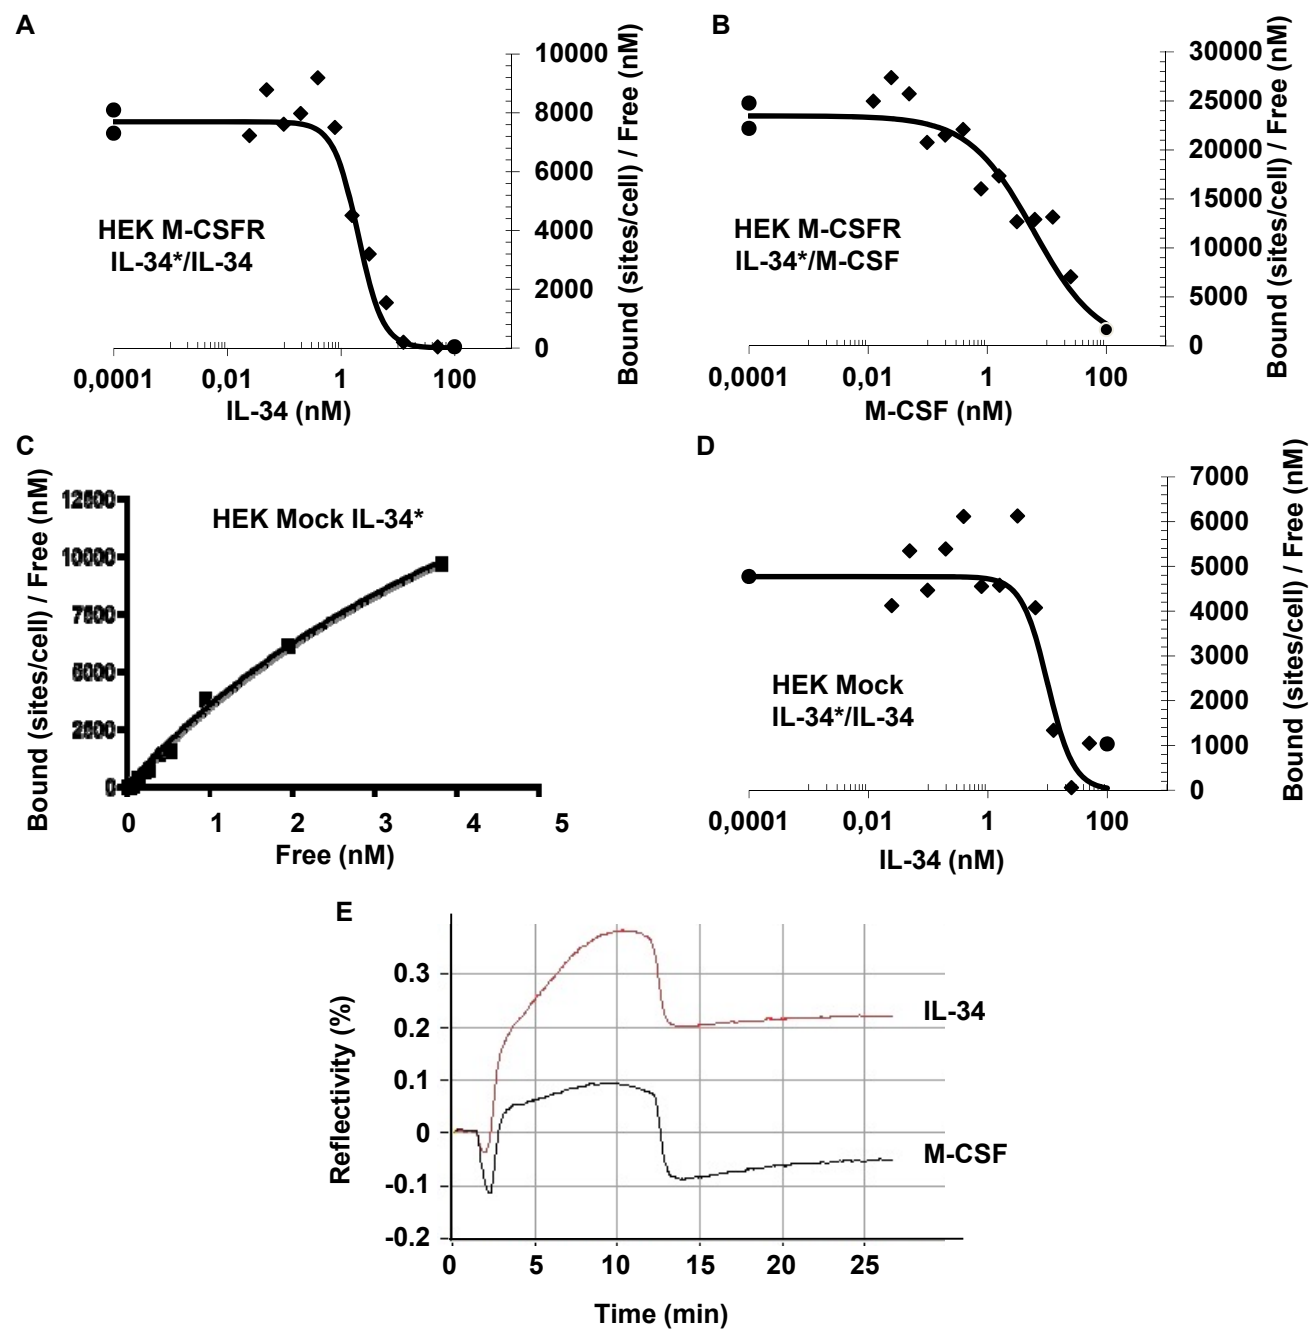 A
10000
8000
6000
4000
2000
0
Bound (sites/cell) / Free (nM)
HEK M-CSFR
IL-34*/IL-34
0,0001 0,01 1 100
IL-34 (nM)
B
30000
25000
20000
15000
10000
5000
0
Bound (sites/cell) / Free (nM)
HEK M-CSFR
IL-34*/M-CSF
0,0001 0,01 1 100
M-CSF (nM)
C
Bound (sites/cell) / Free (nM)
12500
10000
7500
5000
2500
0
HEK Mock IL-34*
0 1 2 3 4 5
Free (nM)
D
7000
6000
5000
4000
3000
2000
1000
0
Bound (sites/cell) / Free (nM)
HEK Mock
IL-34*/IL-34
0,0001 0,01 1 100
IL-34 (nM)
E
Reflectivity (%)
0.3
0.2
0.1
0
-0.1
-0.2
IL-34
M-CSF
0 5 10 15 20 25
Time (min)